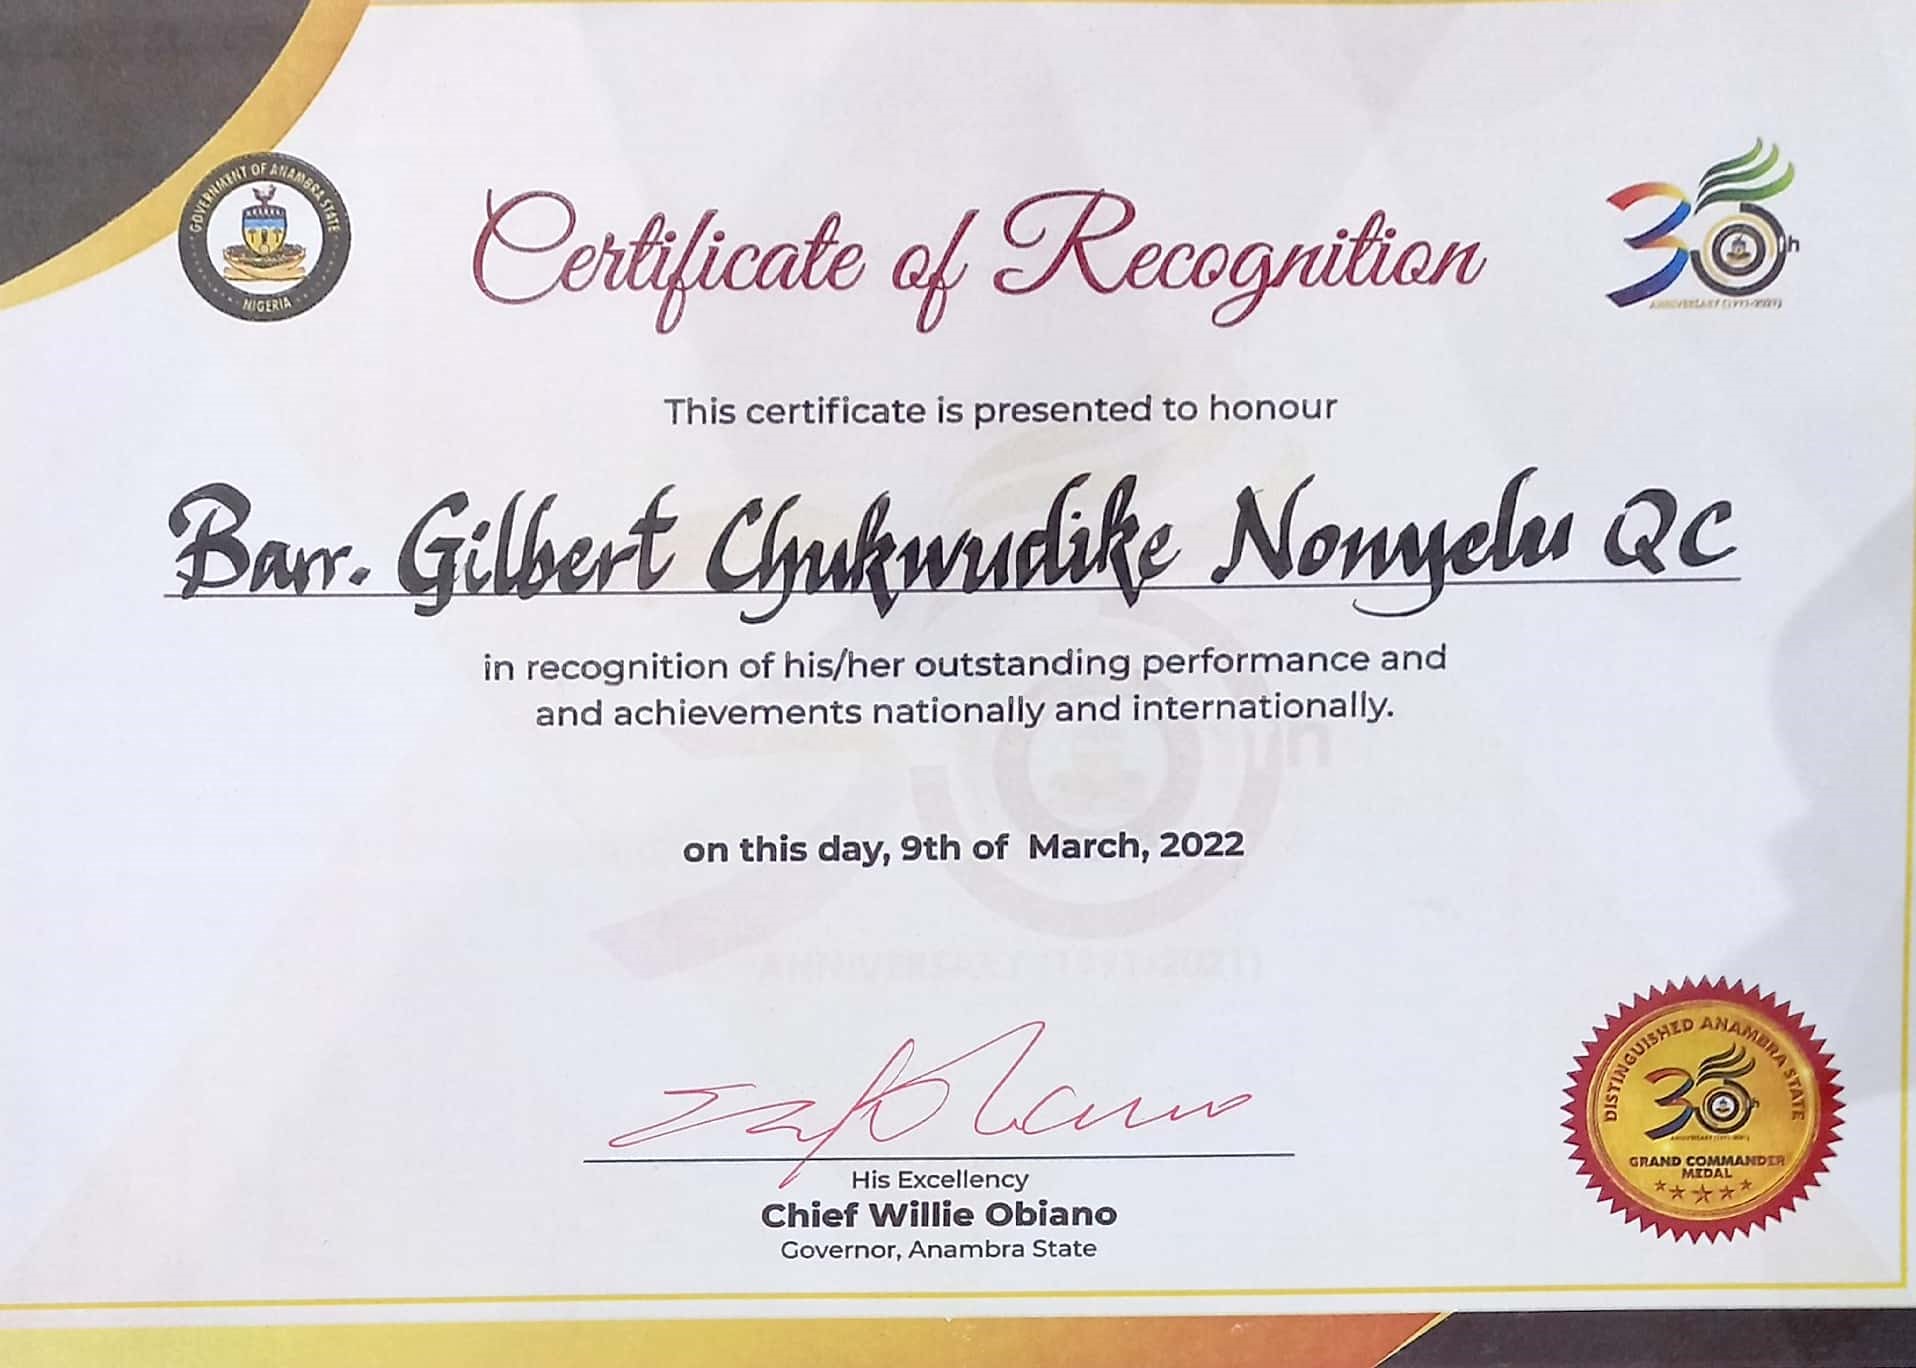 GOVERNMENT OF ANAMBRA STATE
NIGERIA
Certificate of Recognition
30th
ANNIVERSARY (1991-2021)
This certificate is presented to honour
Barr. Gilbert Chukwudike Nonyelu QC
in recognition of his/her outstanding performance and
and achievements nationally and internationally.
on this day, 9th of March, 2022
ANNIVERSARY (1991-2021)
His Excellency
Chief Willie Obiano
Governor, Anambra State
DISTINGUISHED ANAMBRA STATE
30th
ANNIVERSARY (1991-2021)
GRAND COMMANDER
MEDAL